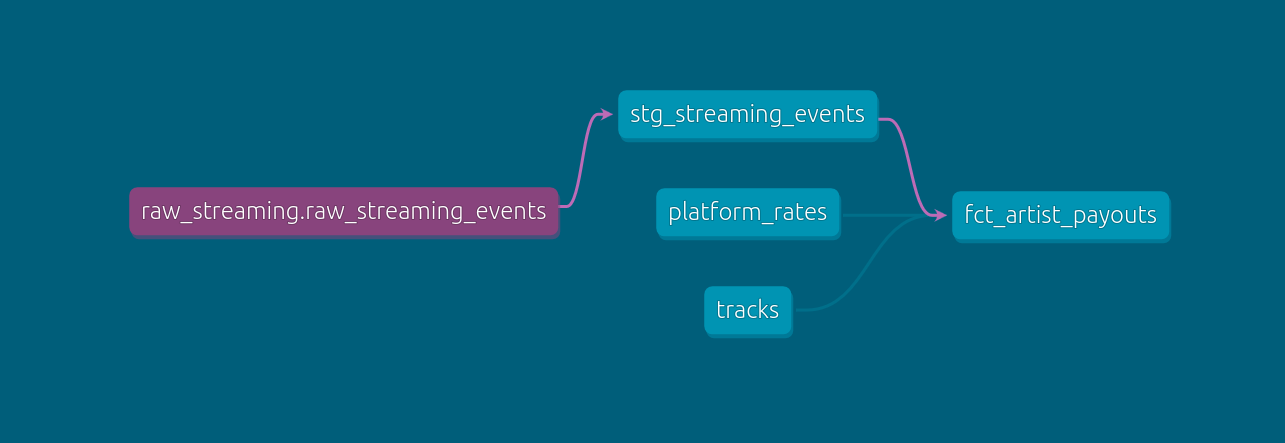 stg_streaming_events
raw_streaming.raw_streaming_events
platform_rates
fct_artist_payouts
tracks